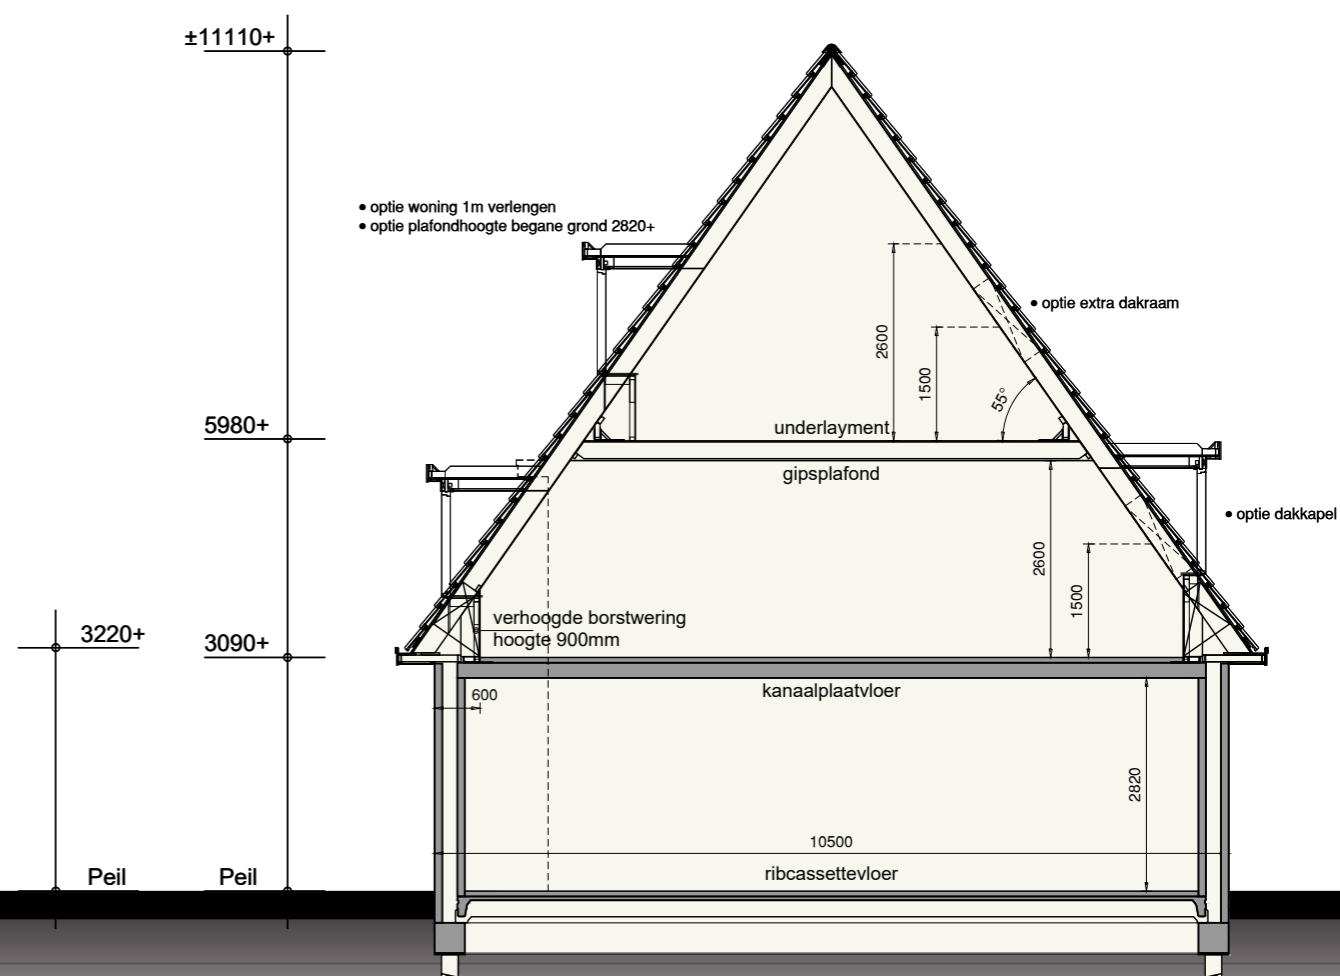 ±11110+
• optie woning 1m verlengen
• optie plafondhoogte begane grond 2820+
• optie extra dakraam
2600
1500
55°
5980+
underlayment
gipsplafond
• optie dakkapel
2600
1500
verhoogde borstwering
hoogte 900mm
3220+
3090+
600
kanaalplaatvloer
2820
10500
Peil
Peil
ribcassettevloer